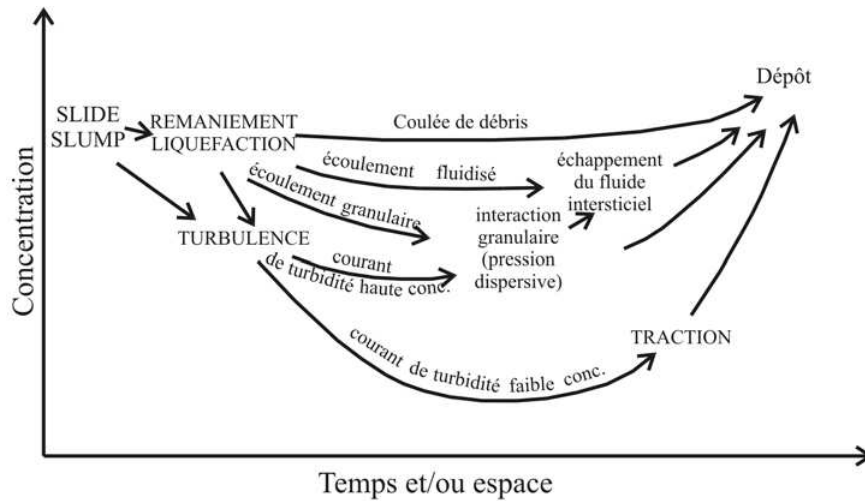 Concentration
Dépôt
SLIDE
SLUMP
REMANIEMENT
LIQUEFACTION
Coulée de débris
écoulement fluidisé
échappement
du fluide
intersticiel
écoulement granulaire
interaction
granulaire
(pression
dispersive)
TURBULENCE
courant
de turbidité haute conc.
TRACTION
courant de turbidité faible conc.
Temps et/ou espace